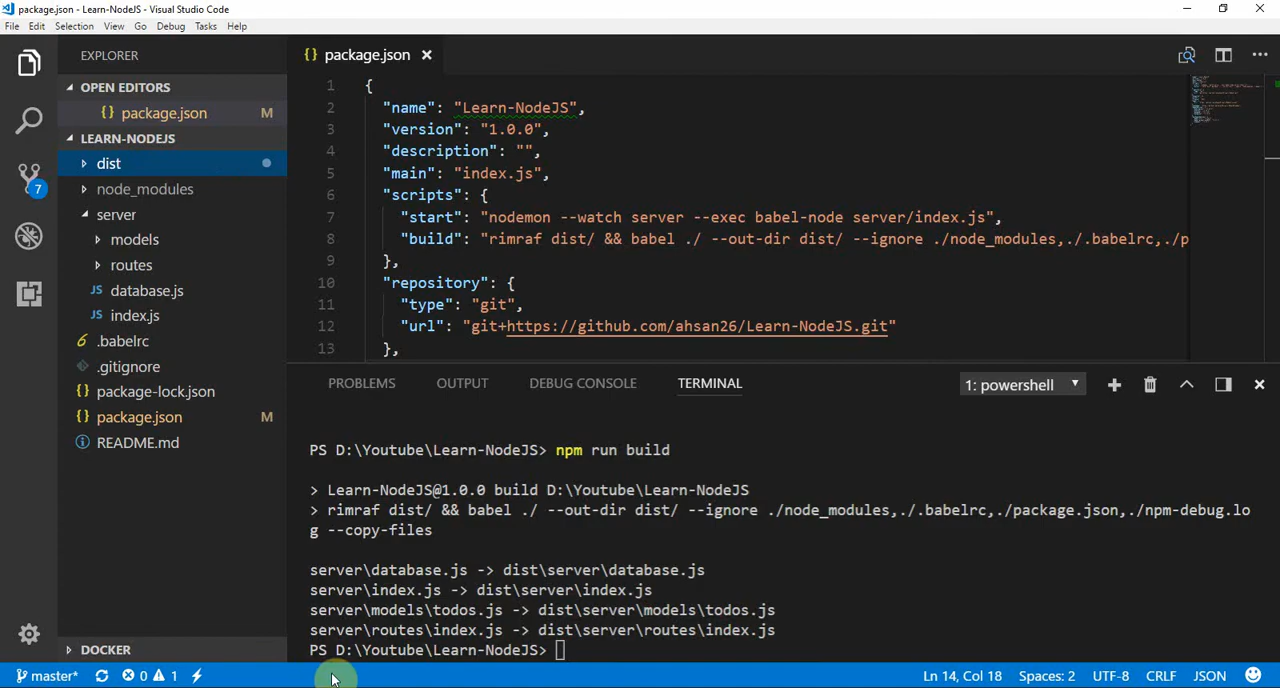 package.json - Learn-NodeJS - Visual Studio Code
File Edit Selection View Go Debug Tasks Help
EXPLORER
OPEN EDITORS
{} package.json M
LEARN-NODEJS
dist
node_modules
server
models
routes
JS database.js
JS index.js
6 .babelrc
.gitignore
{} package-lock.json
{} package.json M
README.md
DOCKER
7
{} package.json
1 {
2 "name": "Learn-NodeJS",
3 "version": "1.0.0",
4 "description": "",
5 "main": "index.js",
6 "scripts": {
7 "start": "nodemon --watch server --exec babel-node server/index.js",
8 "build": "rimraf dist/ && babel ./ --out-dir dist/ --ignore ./node_modules,./.babelrc,./p
9 },
10 "repository": {
11 "type": "git",
12 "url": "git+https://github.com/ahsan26/Learn-NodeJS.git"
13 },
PROBLEMS OUTPUT DEBUG CONSOLE TERMINAL 1: powershell
PS D:\Youtube\Learn-NodeJS> npm run build
> Learn-NodeJS@1.0.0 build D:\Youtube\Learn-NodeJS
> rimraf dist/ && babel ./ --out-dir dist/ --ignore ./node_modules,./.babelrc,./package.json,./npm-debug.lo
g --copy-files
server\database.js -> dist\server\database.js
server\index.js -> dist\server\index.js
server\models\todos.js -> dist\server\models\todos.js
server\routes\index.js -> dist\server\routes\index.js
PS D:\Youtube\Learn-NodeJS>
master* 0 1 Ln 14, Col 18 Spaces: 2 UTF-8 CRLF JSON